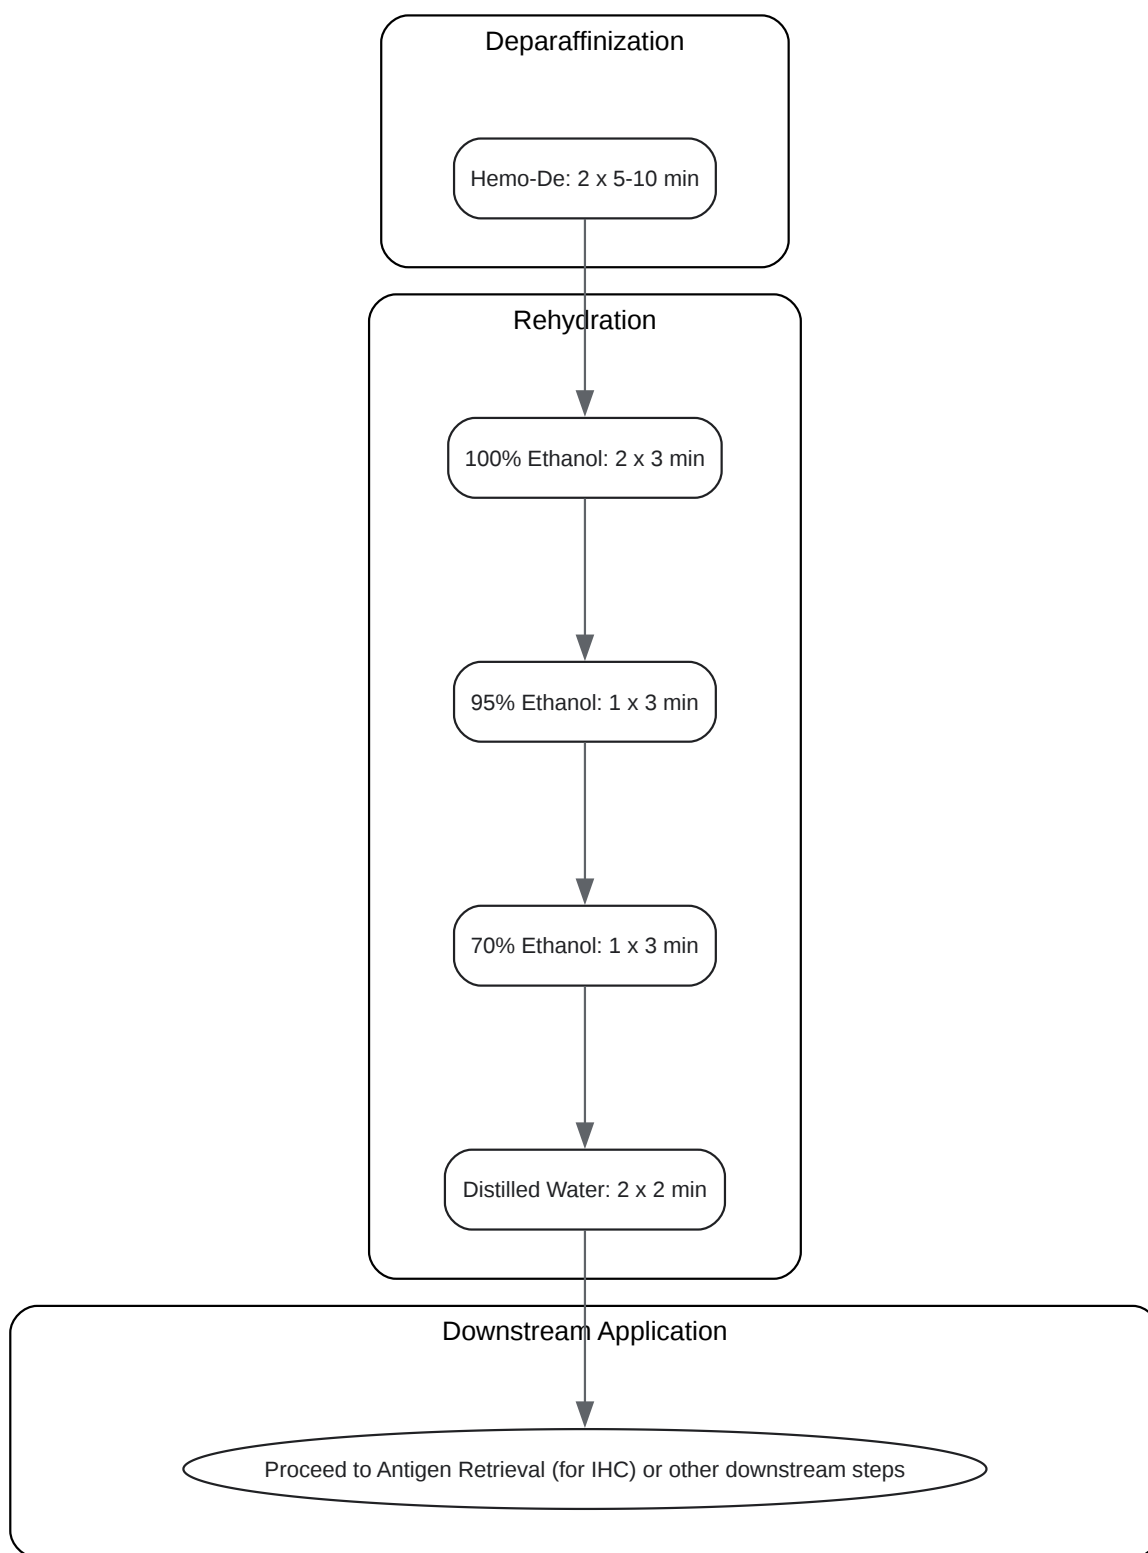 Deparaffinization
Hemo-De: 2 x 5-10 min
Rehydration
100% Ethanol: 2 x 3 min
95% Ethanol: 1 x 3 min
70% Ethanol: 1 x 3 min
Distilled Water: 2 x 2 min
Downstream Application
Proceed to Antigen Retrieval (for IHC) or other downstream steps